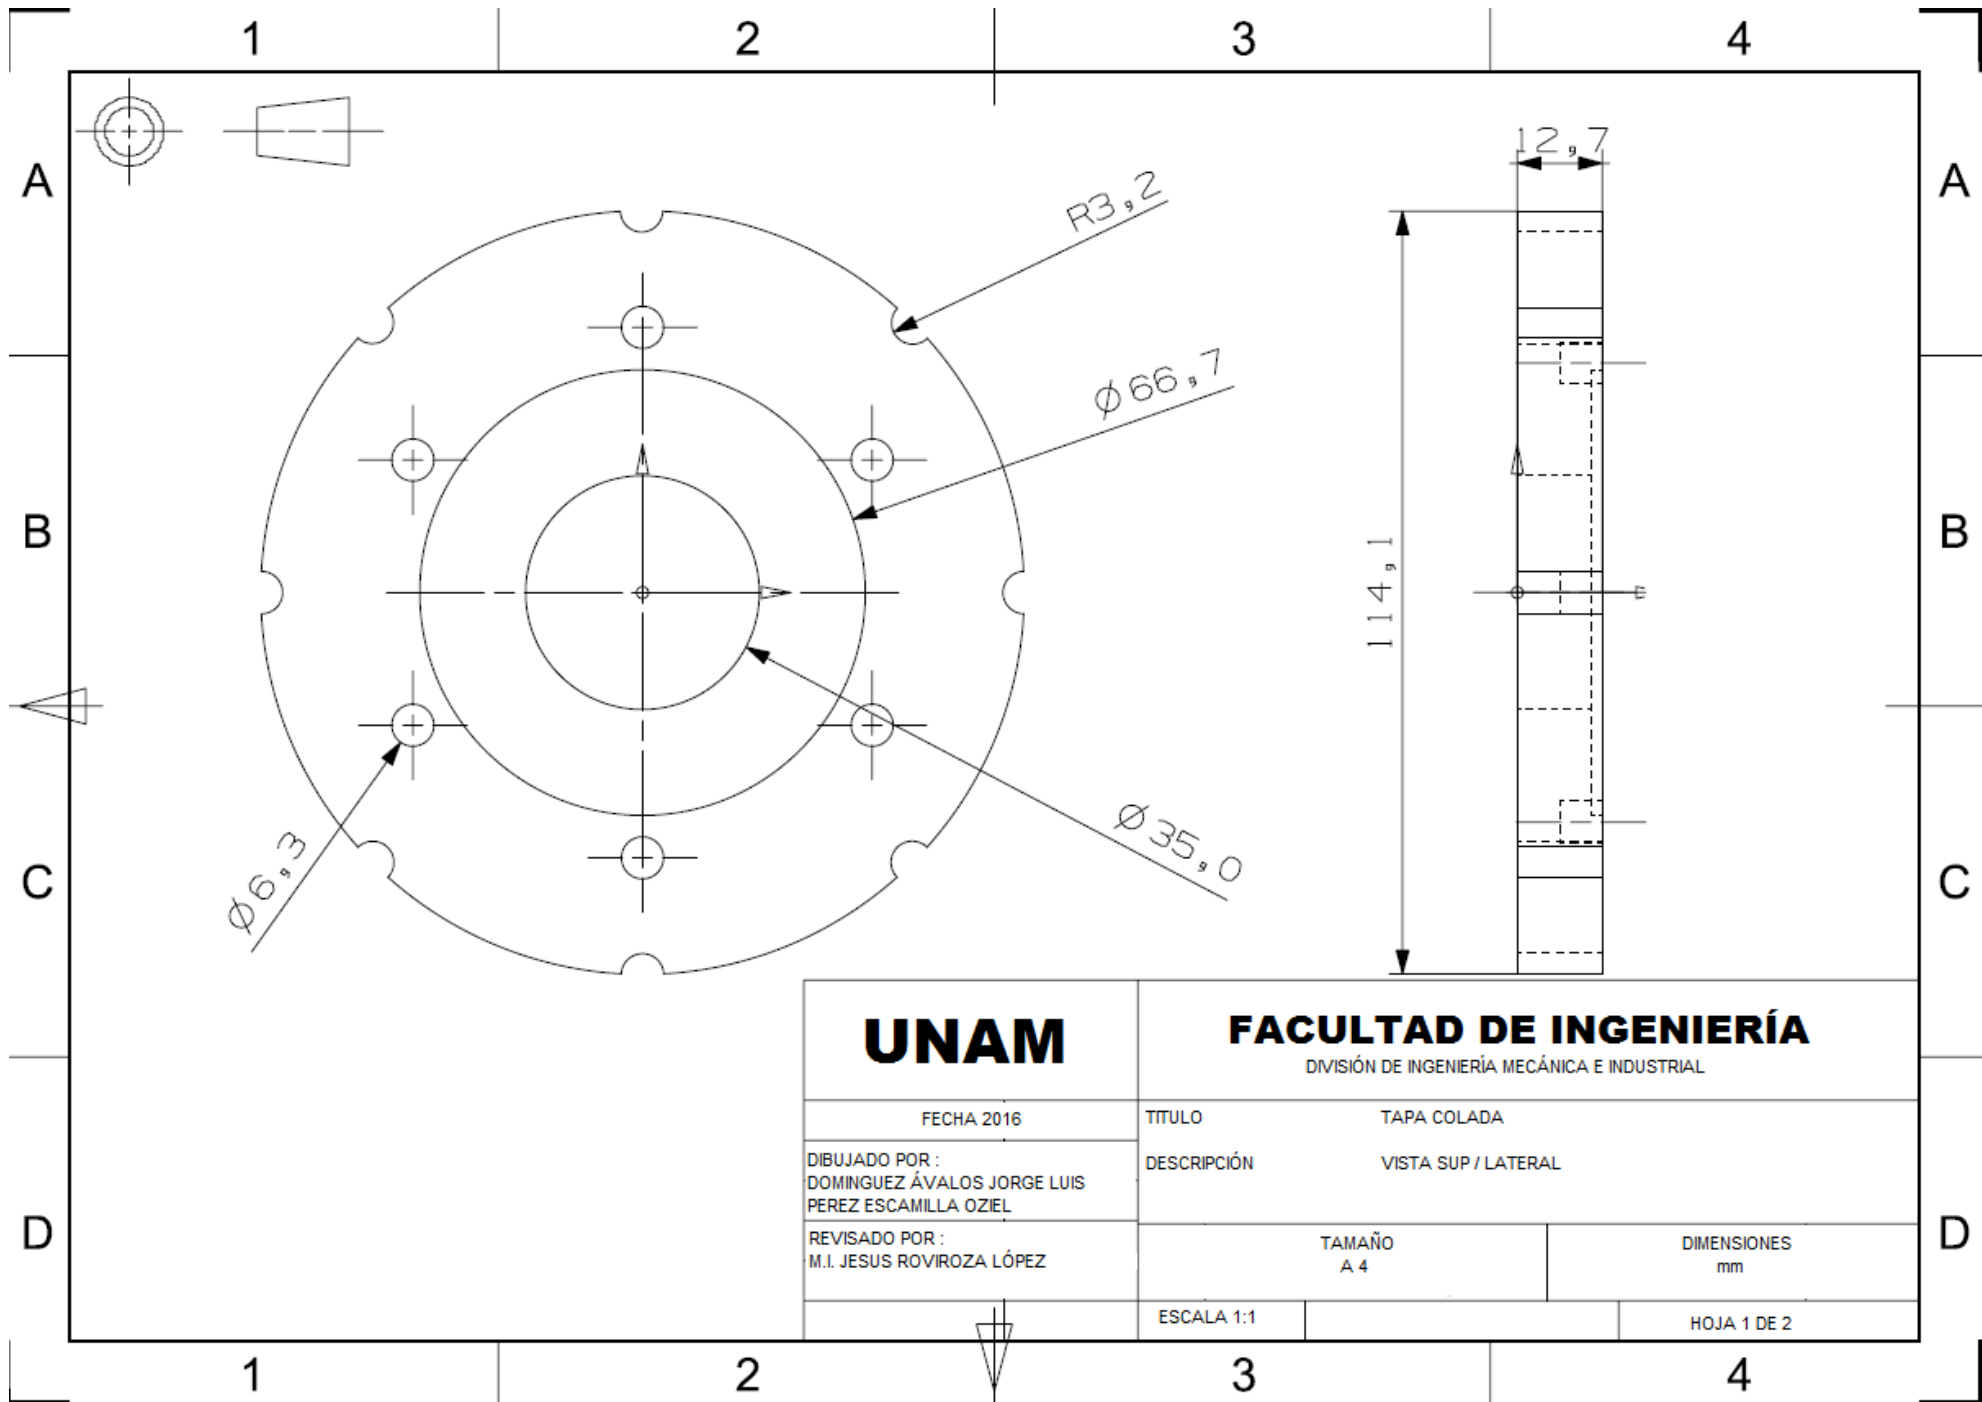 1 2 3 4
A A
B B
C C
D D
12,7
R3,2
Ø66,7
114,1
Ø35,0
Ø6,3
UNAM
FACULTAD DE INGENIERÍA
DIVISIÓN DE INGENIERÍA MECÁNICA E INDUSTRIAL
FECHA 2016
TITULO TAPA COLADA
DIBUJADO POR :
DOMINGUEZ ÁVALOS JORGE LUIS
PEREZ ESCAMILLA OZIEL
DESCRIPCIÓN VISTA SUP / LATERAL
REVISADO POR :
M.I. JESUS ROVIROZA LÓPEZ
TAMAÑO
A 4
DIMENSIONES
mm
ESCALA 1:1
HOJA 1 DE 2
1 2 3 4